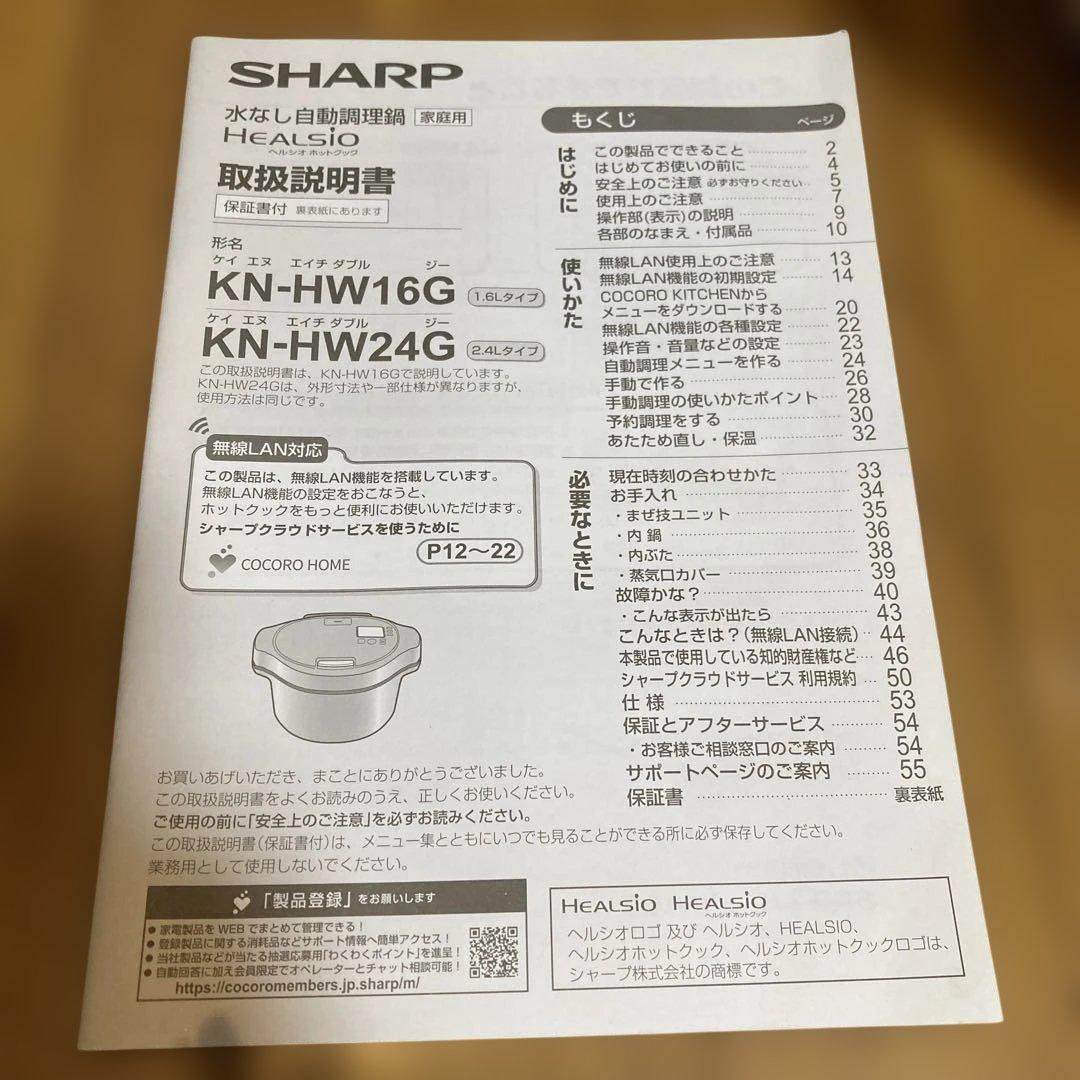 SHARP
水なし自動調理鍋 家庭用
HEALSiO
ヘルシオ ホットクック
取扱説明書
保証書付 裏表紙にあります
形名
ケイ エヌ エイチ ダブル ジー
KN-HW16G 1.6Lタイプ
ケイ エヌ エイチ ダブル ジー
KN-HW24G 2.4Lタイプ
この取扱説明書は、KN-HW16Gで説明しています。
KN-HW24Gは、外形寸法や一部仕様が異なりますが、
使用方法は同じです。
無線LAN対応
この製品は、無線LAN機能を搭載しています。
無線LAN機能の設定をおこなうと、
ホットクックをもっと便利にお使いいただけます。
シャープクラウドサービスを使うために
COCORO HOME P12〜22
もくじ ページ
はじめに
この製品でできること 2
はじめてお使いの前に 4
安全上のご注意 必ずお守りください 5
使用上のご注意 7
操作部(表示)の説明 9
各部のなまえ・付属品 10
使いかた
無線LAN使用上のご注意 13
無線LAN機能の初期設定 14
COCORO KITCHENから
メニューをダウンロードする 20
無線LAN機能の各種設定 22
操作音・音量などの設定 23
自動調理メニューを作る 24
手動で作る 26
手動調理の使いかたポイント 28
予約調理をする 30
あたため直し・保温 32
必要なときに
現在時刻の合わせかた 33
お手入れ 34
・まぜ技ユニット 35
・内鍋 36
・内ぶた 38
・蒸気口カバー 39
故障かな? 40
・こんな表示が出たら 43
こんなときは?(無線LAN接続) 44
本製品で使用している知的財産権など 46
シャープクラウドサービス 利用規約 50
仕様 53
保証とアフターサービス 54
・お客様ご相談窓口のご案内 54
サポートページのご案内 55
保証書 裏表紙
お買いあげいただき、まことにありがとうございました。
この取扱説明書をよくお読みのうえ、正しくお使いください。
ご使用の前に「安全上のご注意」を必ずお読みください。
この取扱説明書(保証書付)は、メニュー集とともにいつでも見ることができる所に必ず保存してください。
業務用として使用しないでください。
「製品登録」をお願いします
● 家電製品を WEB でまとめて管理できる!
● 登録製品に関する消耗品などサポート情報へ簡単アクセス!
● 当社製品などが当たる抽選応募用「わくわくポイント」を進呈!
● 自動回答に加え会員限定でオペレーターとチャット相談可能!
https://cocoromembers.jp.sharp/m/
HEALSiO HEALSiO
ヘルシオ ホットクック
ヘルシオロゴ 及び ヘルシオ、HEALSIO、
ヘルシオホットクック、ヘルシオホットクックロゴは、
シャープ株式会社の商標です。